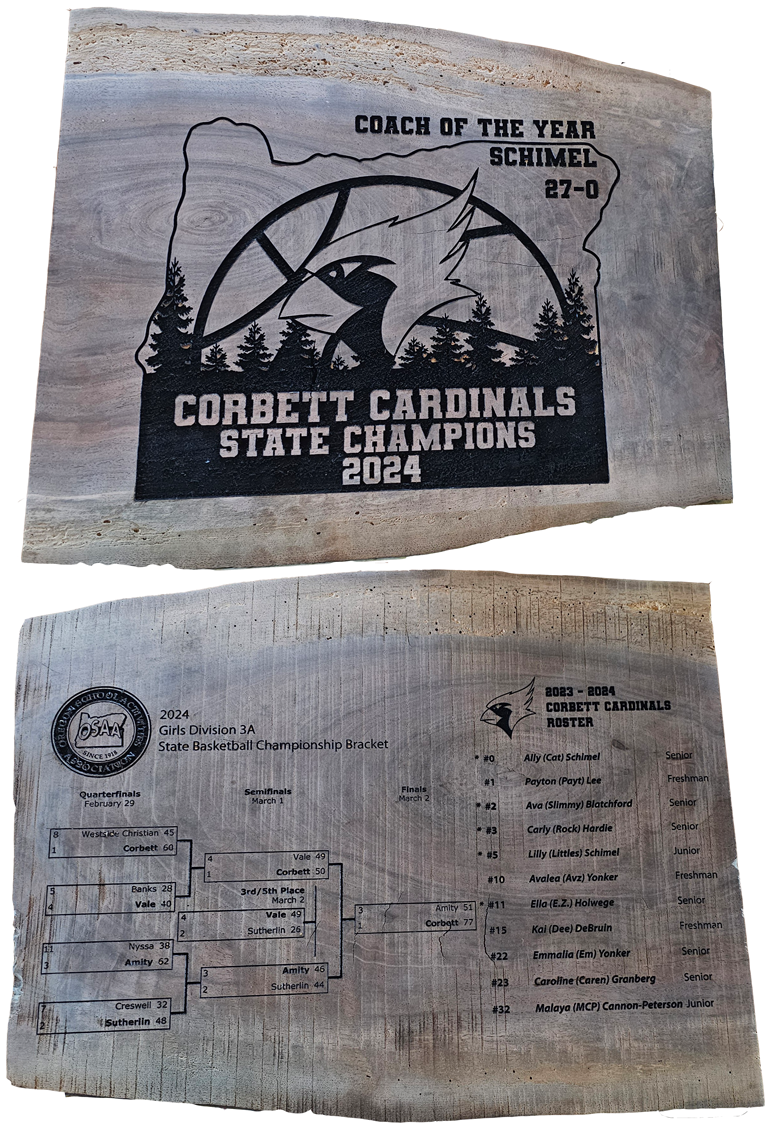 COACH OF THE YEAR
SCHIMEL
27-0
CORBETT CARDINALS
STATE CHAMPIONS
2024
OREGON SCHOOL ACTIVITIES
ASSOCIATION
OSAA
SINCE 1918
2024
Girls Division 3A
State Basketball Championship Bracket
Quarterfinals
February 29
Semifinals
March 1
Finals
March 2
8 Westside Christian 45
1 Corbett 60
5 Banks 28
4 Vale 40
11 Nyssa 38
3 Amity 62
Creswell 32
2 Sutherlin 48
4 Vale 49
1 Corbett 50
3rd/5th Place
March 2
4 Vale 49
2 Sutherlin 26
3 Amity 46
2 Sutherlin 44
3 Amity 51
1 Corbett 77
2023 - 2024
CORBETT CARDINALS
ROSTER
* #0 Ally (Cat) Schimel Senior
#1 Payton (Payt) Lee Freshman
* #2 Ava (Slimmy) Blatchford Senior
* #3 Carly (Rock) Hardie Senior
* #5 Lilly (Littles) Schimel Junior
#10 Avalea (Avz) Yonker Freshman
* #11 Ella (E.Z.) Holwege Senior
#15 Kai (Dee) DeBruin Freshman
#22 Emmalia (Em) Yonker Senior
#23 Caroline (Caren) Granberg Senior
#32 Malaya (MCP) Cannon-Peterson Junior